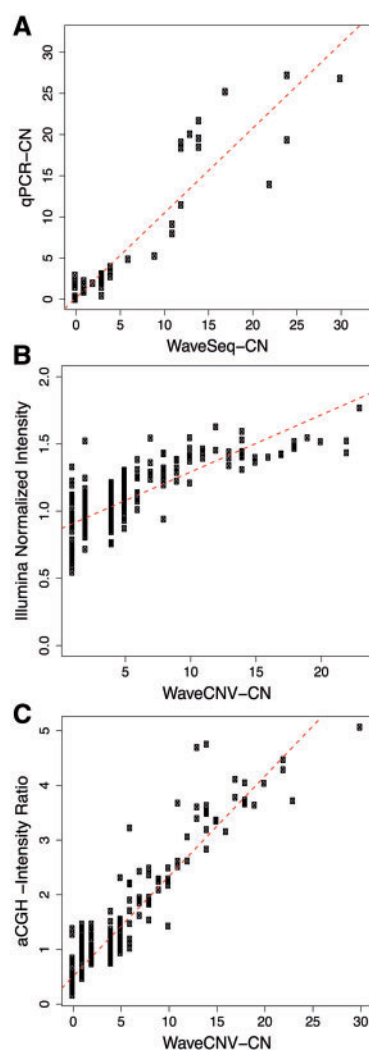 A
30
25
20
15
10
5
0
qPCR-CN
0 5 10 15 20 25 30
WaveSeq-CN
B
2.0
1.5
1.0
0.5
0.0
Illumina Normalized Intensity
5 10 15 20
WaveCNV-CN
C
5
4
3
2
1
0
aCGH -Intensity Ratio
0 5 10 15 20 25 30
WaveCNV-CN